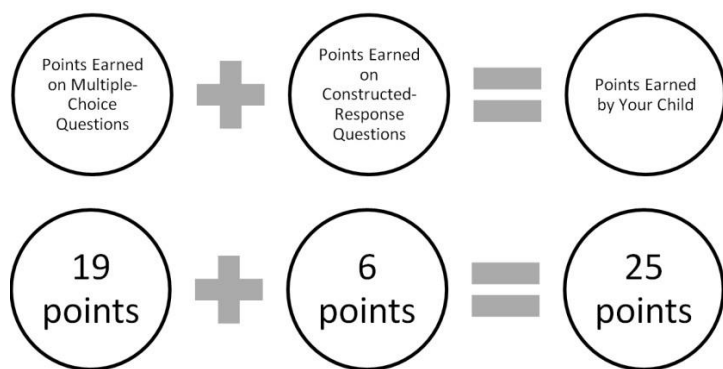 Points Earned
on Multiple-
Choice
Questions
Points Earned
on
Constructed-
Response
Questions
Points Earned
by Your Child
19
points
6
points
25
points